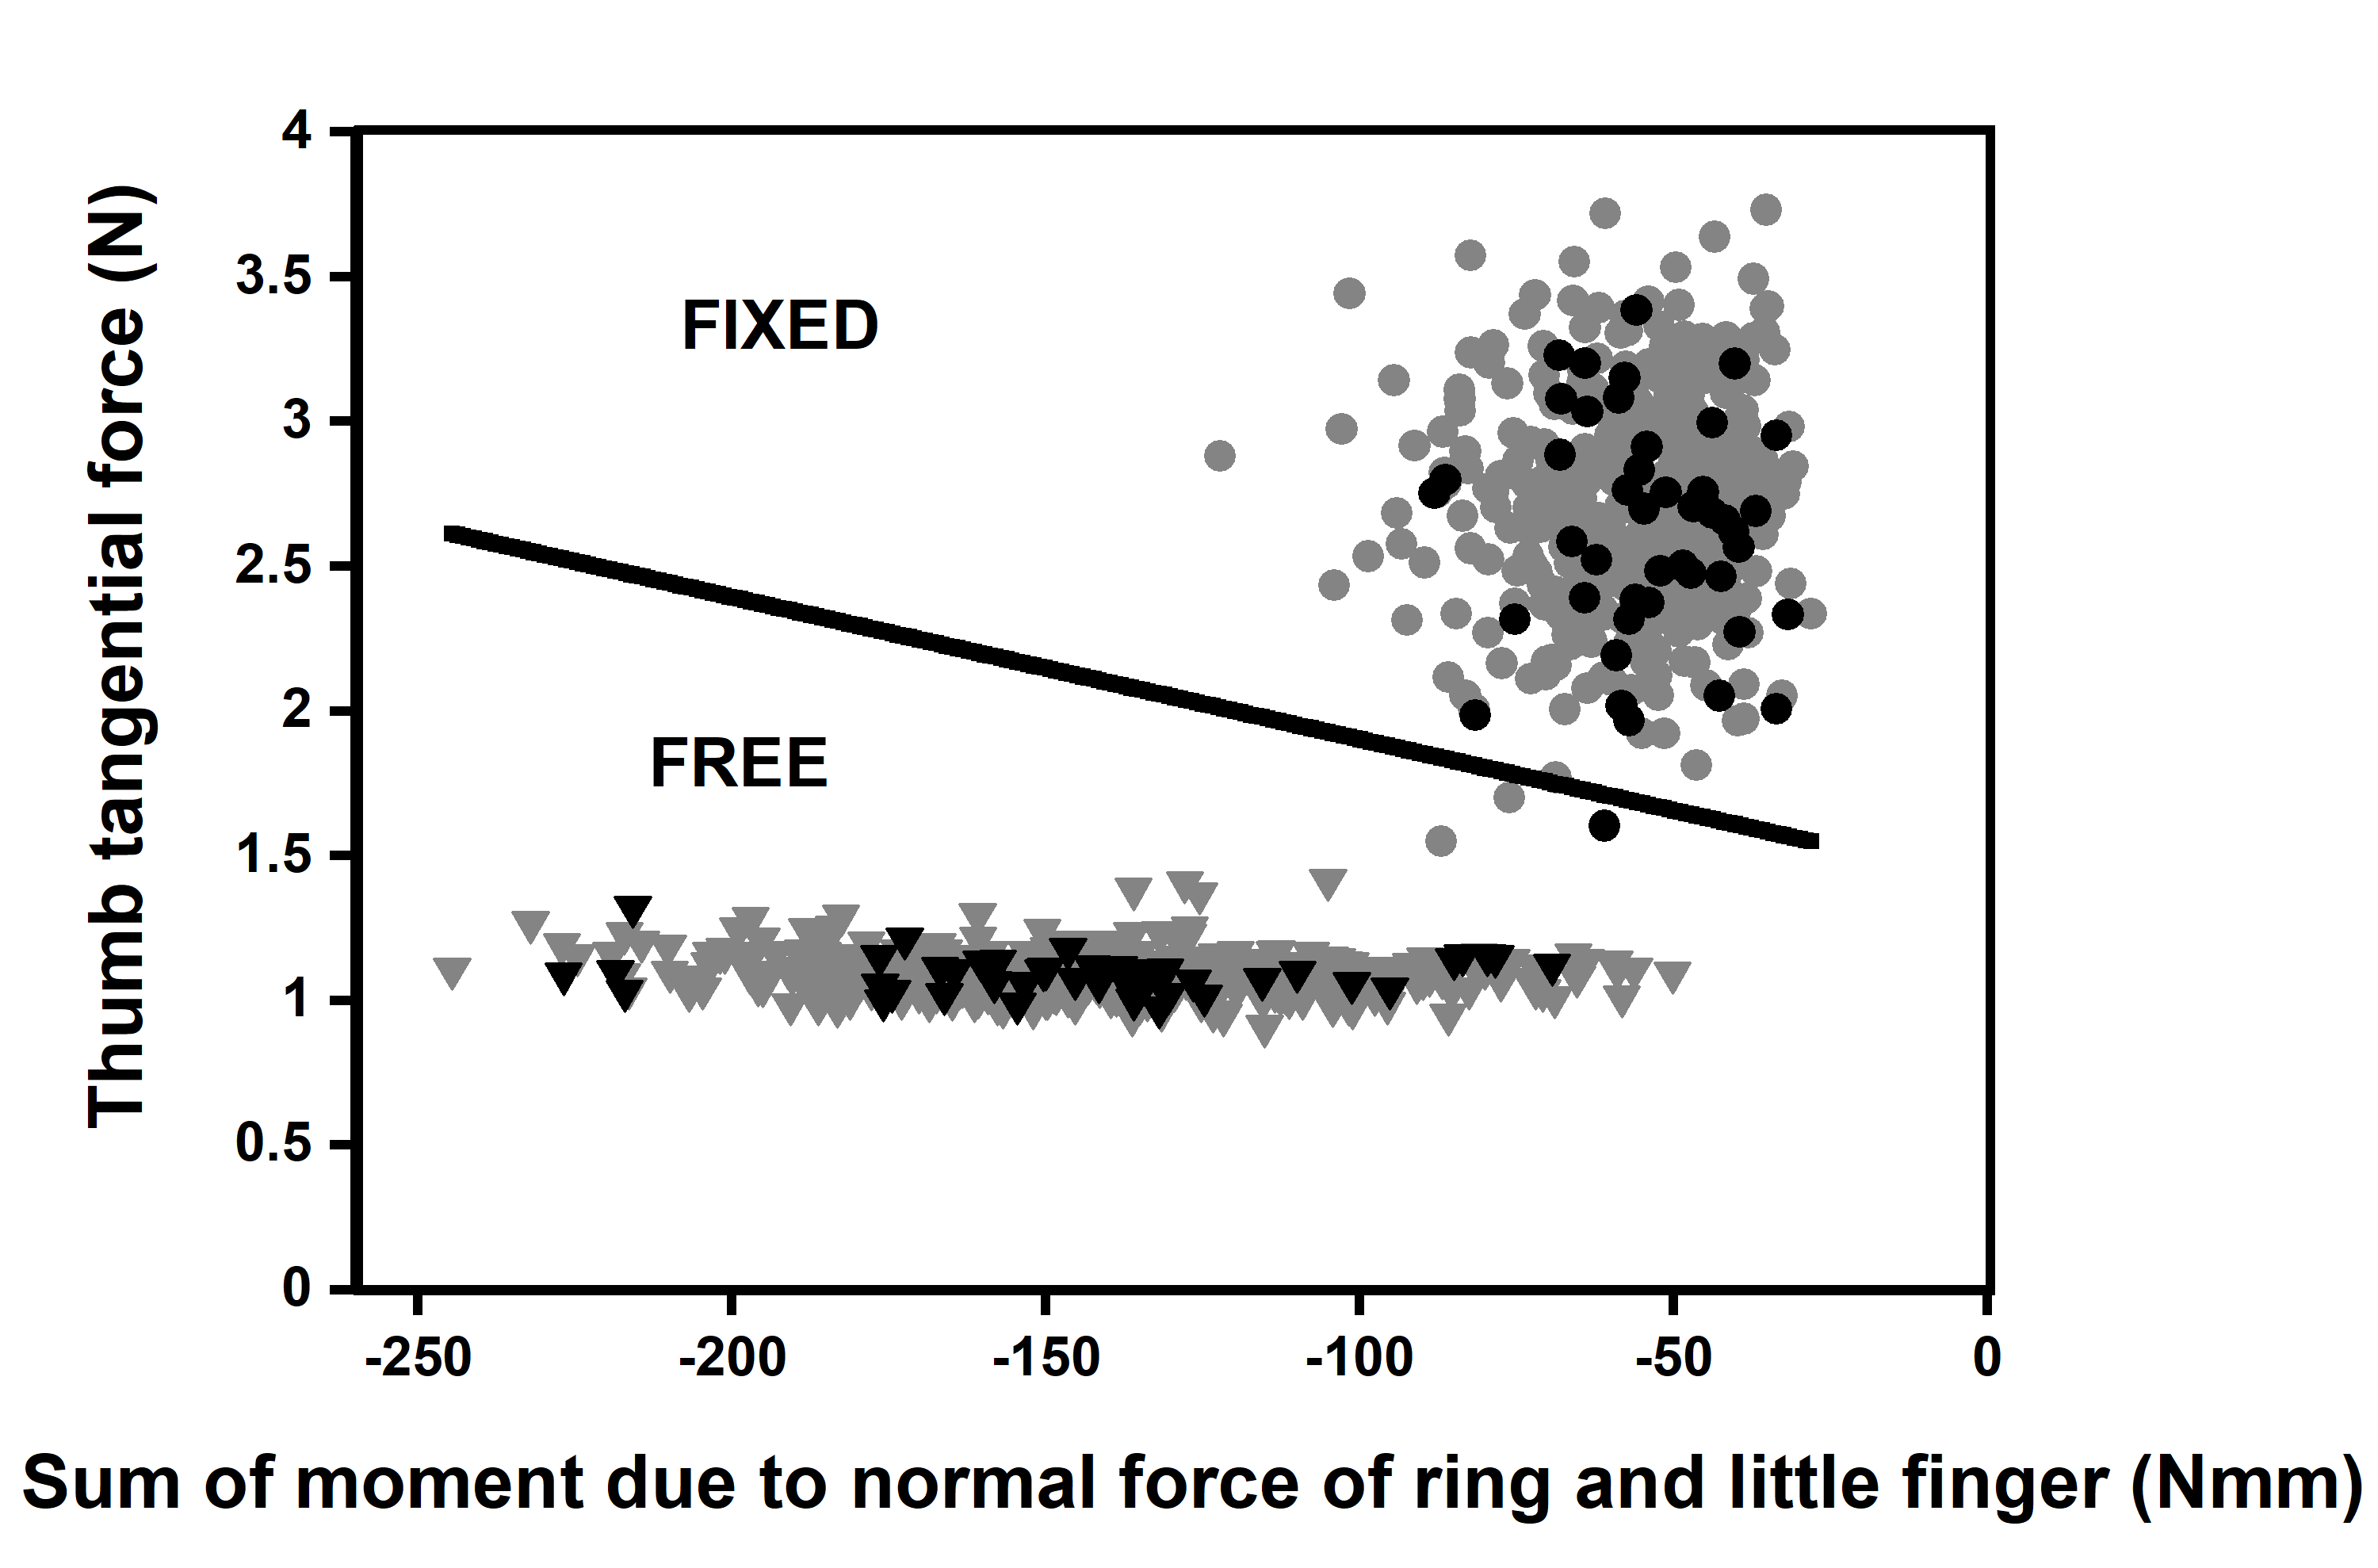 4
3.5
3
2.5
2
1.5
1
0.5
0
Thumb tangential force (N)
FIXED
FREE
-250 -200 -150 -100 -50 0
Sum of moment due to normal force of ring and little finger (Nmm)